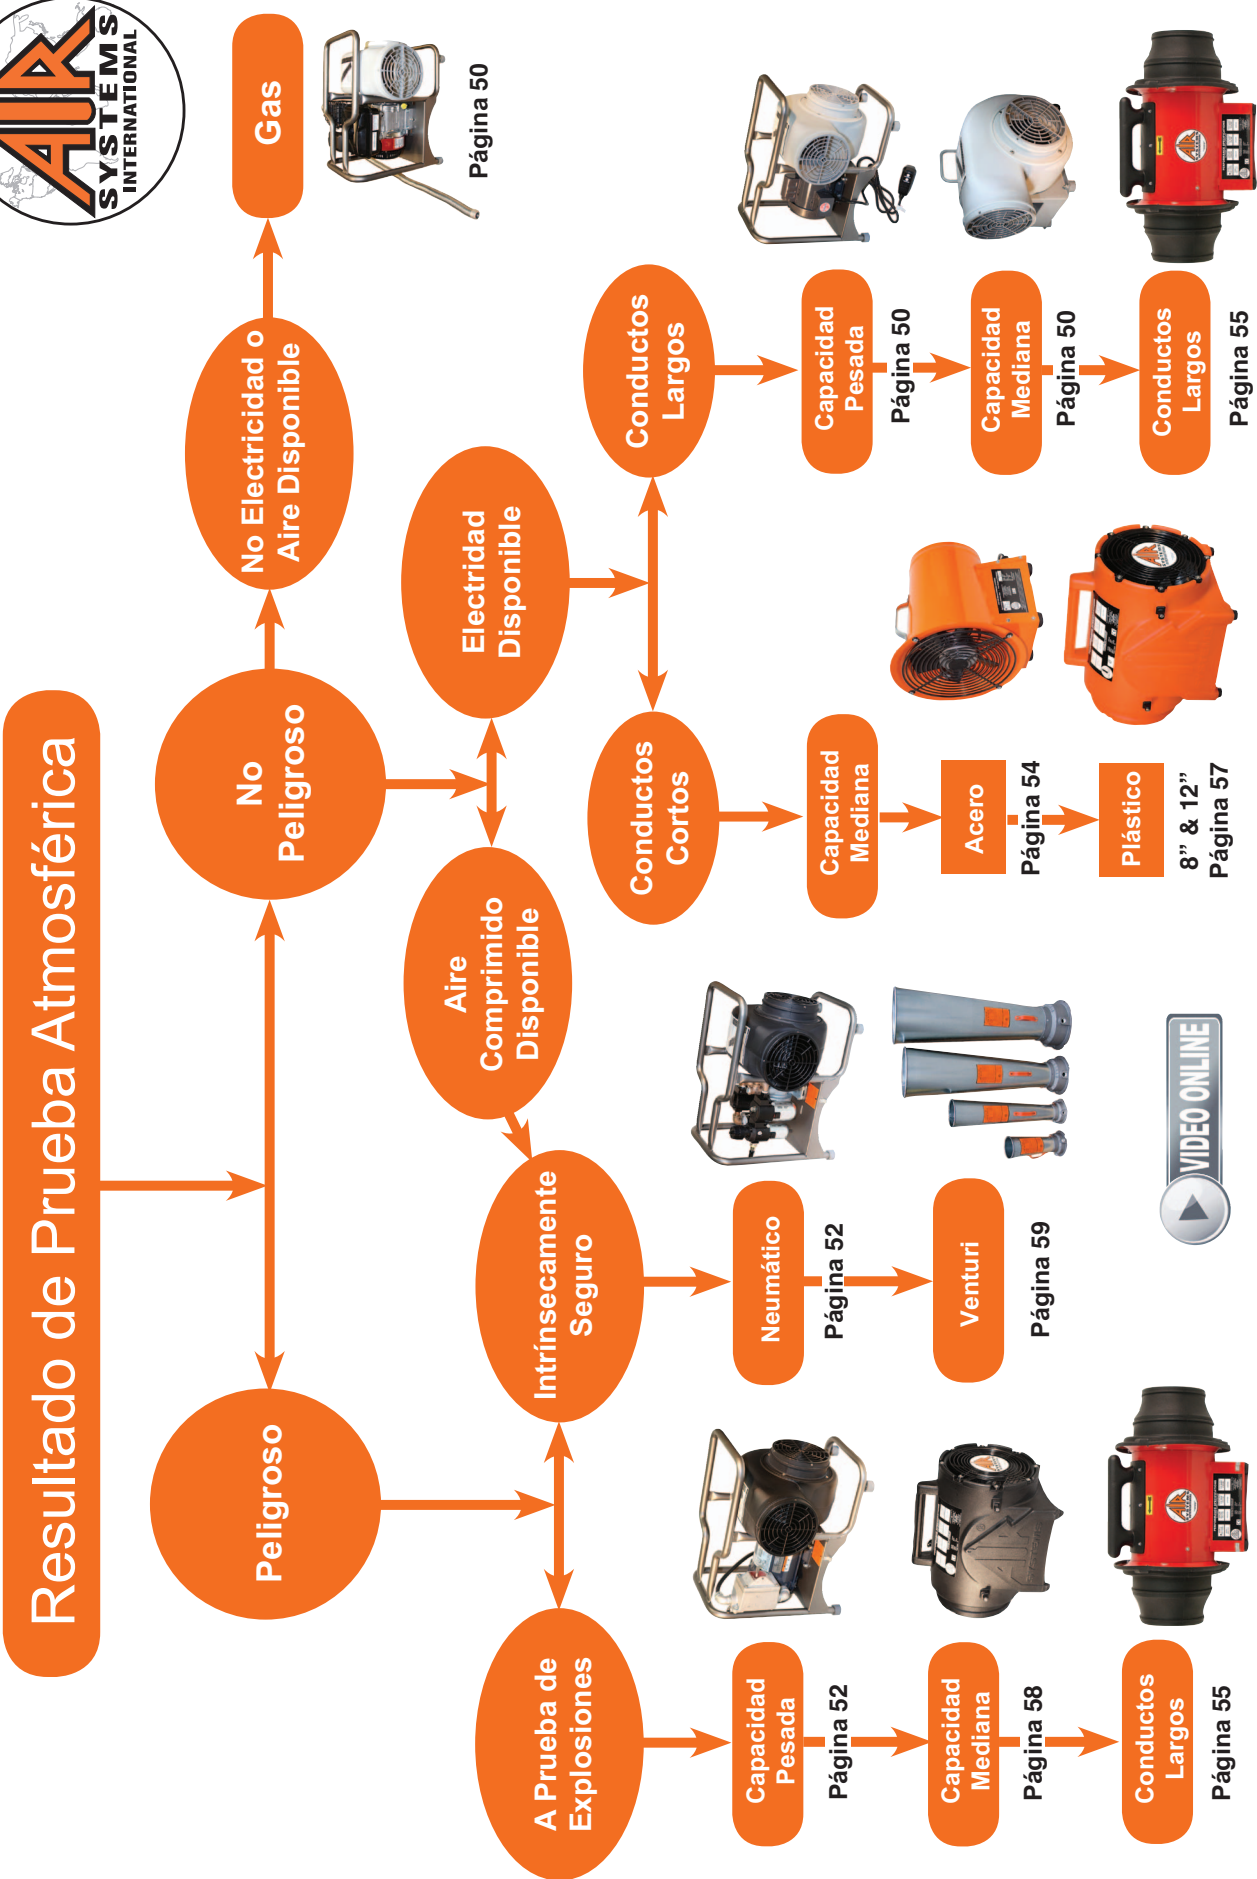 AIR
SYSTEMS
INTERNATIONAL
Resultado de Prueba Atmosférica
Peligroso
No
Peligroso
No Electricidad o
Aire Disponible
Gas
Página 50
Aire
Comprimido
Disponible
Electridad
Disponible
A Prueba de
Explosiones
Intrínsecamente
Seguro
Conductos
Cortos
Conductos
Largos
Capacidad
Pesada
Página 52
Capacidad
Mediana
Página 58
Conductos
Largos
Página 55
Neumático
Página 52
Venturi
Página 59
Capacidad
Mediana
Acero
Página 54
Plástico
8” & 12”
Página 57
Capacidad
Pesada
Página 50
Capacidad
Mediana
Página 50
Conductos
Largos
Página 55
VIDEO ONLINE